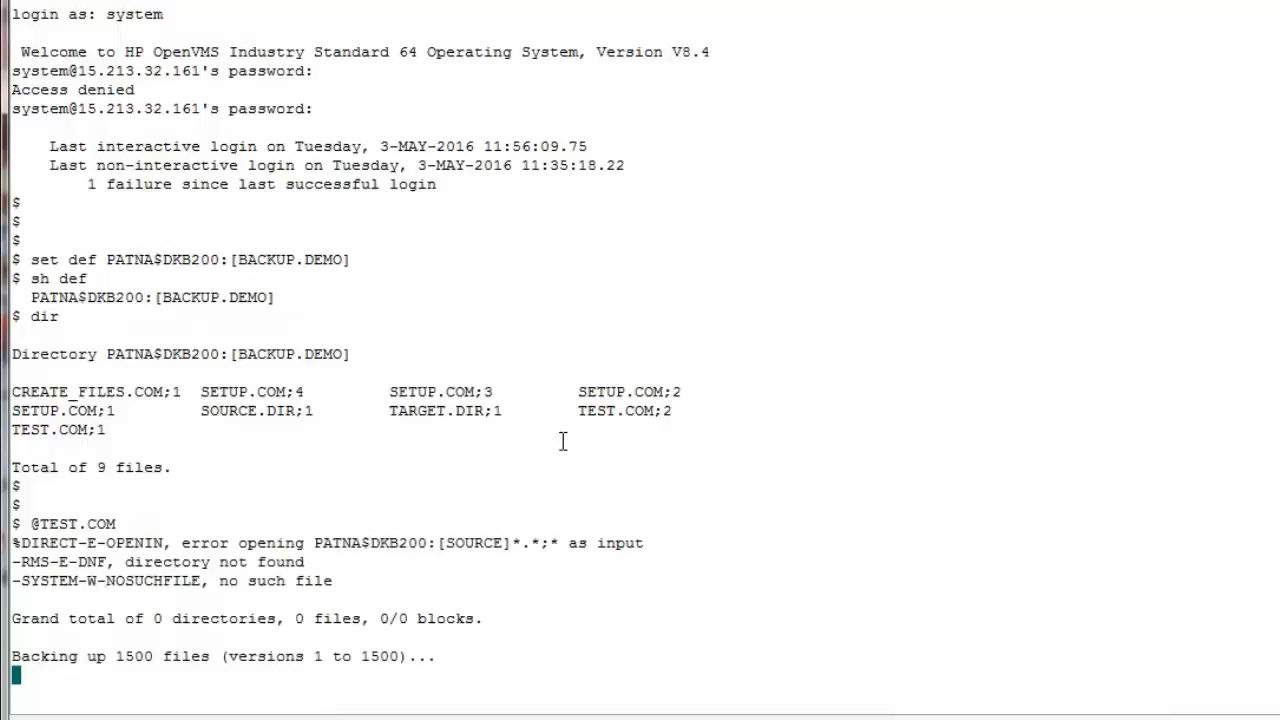 login as: system
Welcome to HP OpenVMS Industry Standard 64 Operating System, Version V8.4
system@15.213.32.161's password:
Access denied
system@15.213.32.161's password:
Last interactive login on Tuesday, 3-MAY-2016 11:56:09.75
Last non-interactive login on Tuesday, 3-MAY-2016 11:35:18.22
1 failure since last successful login
$
$
$
$ set def PATNA$DKB200:[BACKUP.DEMO]
$ sh def
PATNA$DKB200:[BACKUP.DEMO]
$ dir
Directory PATNA$DKB200:[BACKUP.DEMO]
CREATE_FILES.COM;1 SETUP.COM;4 SETUP.COM;3 SETUP.COM;2
SETUP.COM;1 SOURCE.DIR;1 TARGET.DIR;1 TEST.COM;2
TEST.COM;1
Total of 9 files.
$
$
$ @TEST.COM
%DIRECT-E-OPENIN, error opening PATNA$DKB200:[SOURCE]*.*;* as input
-RMS-E-DNF, directory not found
-SYSTEM-W-NOSUCHFILE, no such file
Grand total of 0 directories, 0 files, 0/0 blocks.
Backing up 1500 files (versions 1 to 1500)...